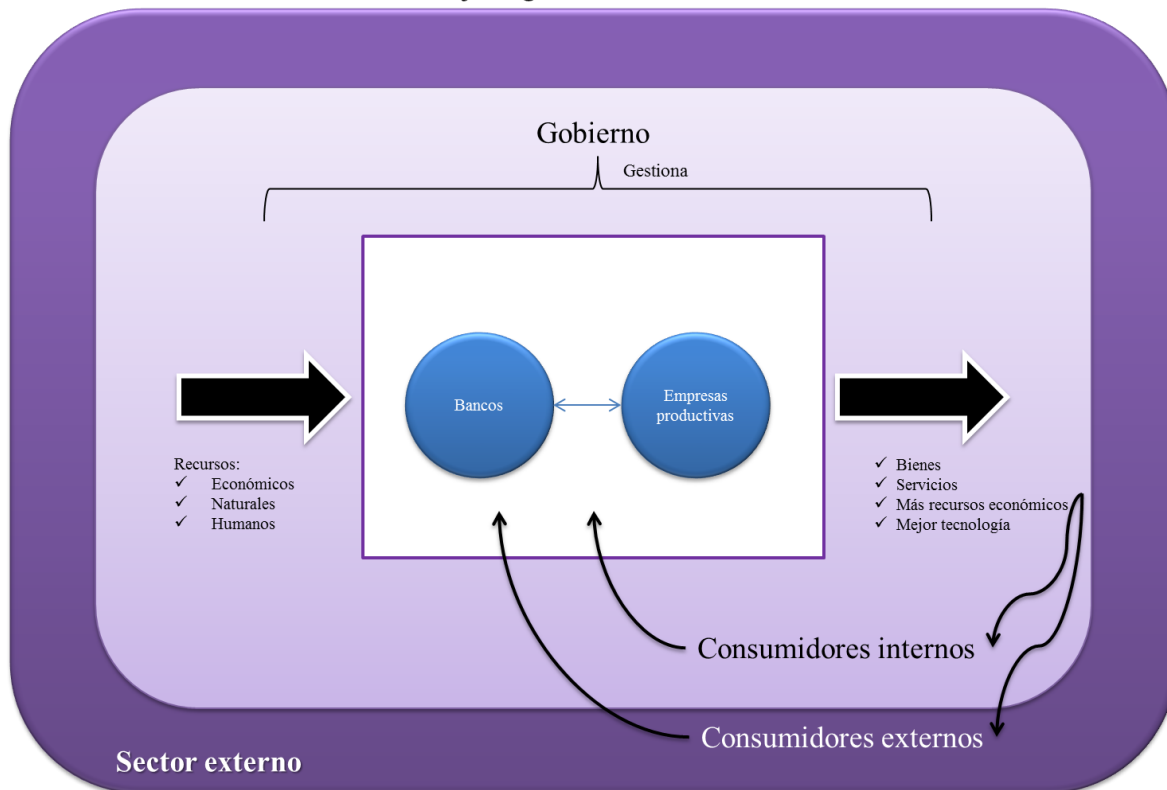 Gobierno
Gestiona
Bancos
Empresas
productivas
Recursos:
✓ Económicos
✓ Naturales
✓ Humanos
✓ Bienes
✓ Servicios
✓ Más recursos económicos
✓ Mejor tecnología
Consumidores internos
Consumidores externos
Sector externo